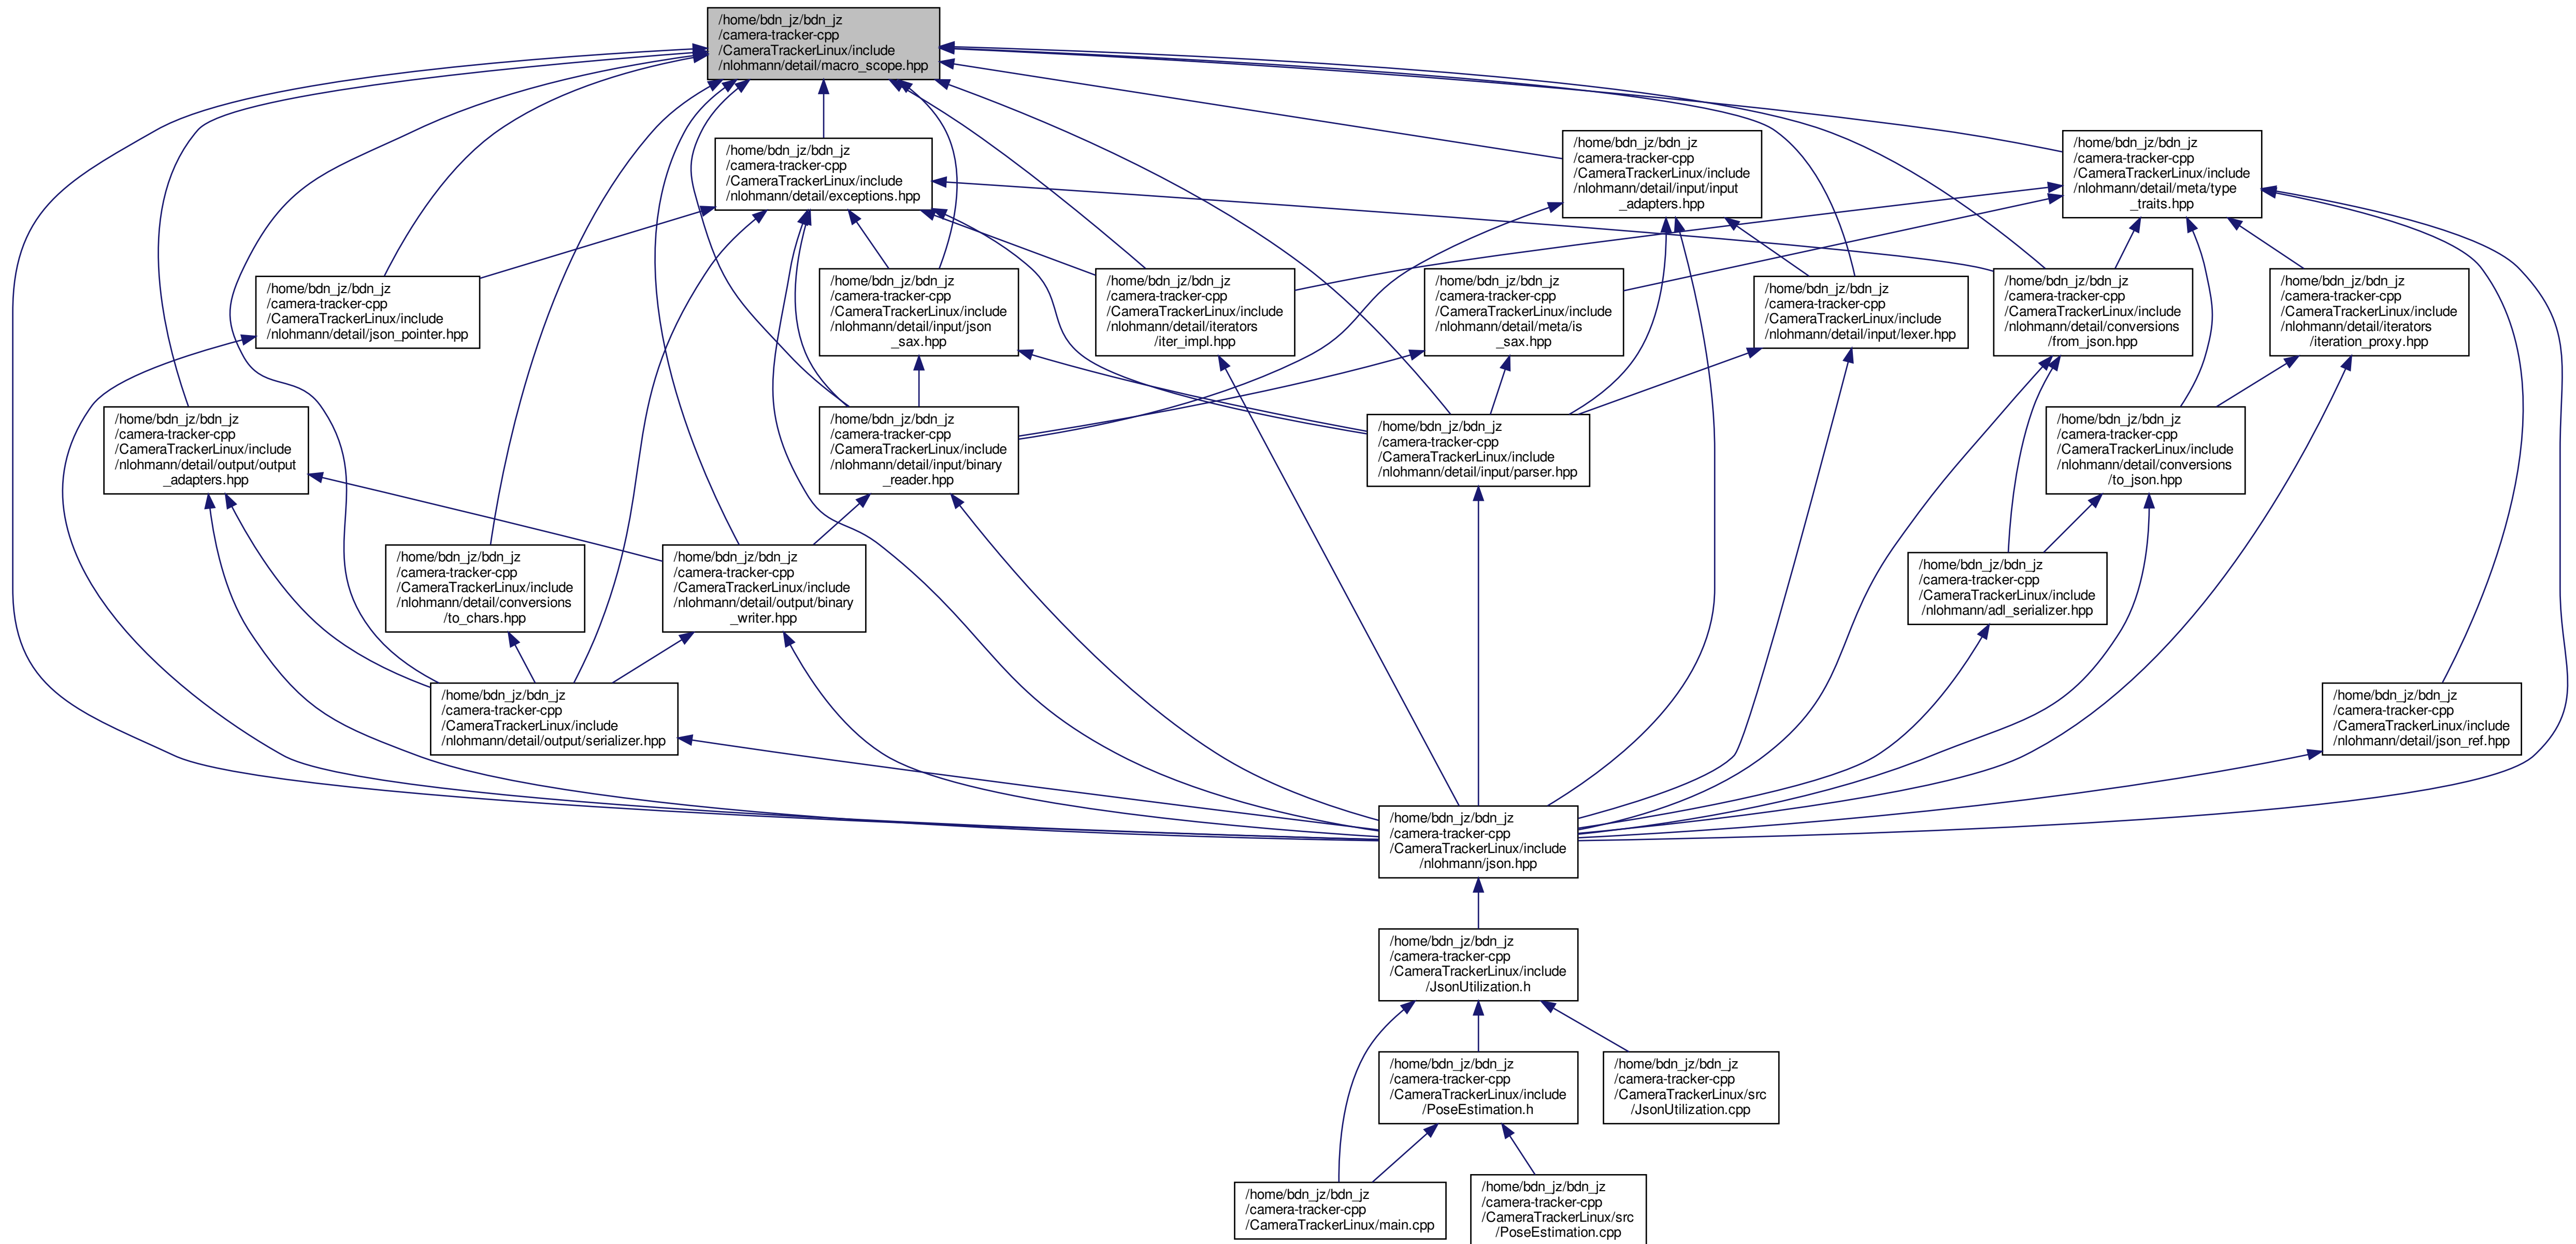 /home/bdn_jz/bdn_jz
/camera-tracker-cpp
/CameraTrackerLinux/include
/nlohmann/detail/macro_scope.hpp
/home/bdn_jz/bdn_jz
/camera-tracker-cpp
/CameraTrackerLinux/include
/nlohmann/detail/exceptions.hpp
/home/bdn_jz/bdn_jz
/camera-tracker-cpp
/CameraTrackerLinux/include
/nlohmann/detail/input/input
_adapters.hpp
/home/bdn_jz/bdn_jz
/camera-tracker-cpp
/CameraTrackerLinux/include
/nlohmann/detail/meta/type
_traits.hpp
/home/bdn_jz/bdn_jz
/camera-tracker-cpp
/CameraTrackerLinux/include
/nlohmann/detail/json_pointer.hpp
/home/bdn_jz/bdn_jz
/camera-tracker-cpp
/CameraTrackerLinux/include
/nlohmann/detail/input/json
_sax.hpp
/home/bdn_jz/bdn_jz
/camera-tracker-cpp
/CameraTrackerLinux/include
/nlohmann/detail/iterators
/iter_impl.hpp
/home/bdn_jz/bdn_jz
/camera-tracker-cpp
/CameraTrackerLinux/include
/nlohmann/detail/meta/is
_sax.hpp
/home/bdn_jz/bdn_jz
/camera-tracker-cpp
/CameraTrackerLinux/include
/nlohmann/detail/input/lexer.hpp
/home/bdn_jz/bdn_jz
/camera-tracker-cpp
/CameraTrackerLinux/include
/nlohmann/detail/conversions
/from_json.hpp
/home/bdn_jz/bdn_jz
/camera-tracker-cpp
/CameraTrackerLinux/include
/nlohmann/detail/iterators
/iteration_proxy.hpp
/home/bdn_jz/bdn_jz
/camera-tracker-cpp
/CameraTrackerLinux/include
/nlohmann/detail/output/output
_adapters.hpp
/home/bdn_jz/bdn_jz
/camera-tracker-cpp
/CameraTrackerLinux/include
/nlohmann/detail/input/binary
_reader.hpp
/home/bdn_jz/bdn_jz
/camera-tracker-cpp
/CameraTrackerLinux/include
/nlohmann/detail/input/parser.hpp
/home/bdn_jz/bdn_jz
/camera-tracker-cpp
/CameraTrackerLinux/include
/nlohmann/detail/conversions
/to_json.hpp
/home/bdn_jz/bdn_jz
/camera-tracker-cpp
/CameraTrackerLinux/include
/nlohmann/detail/conversions
/to_chars.hpp
/home/bdn_jz/bdn_jz
/camera-tracker-cpp
/CameraTrackerLinux/include
/nlohmann/detail/output/binary
_writer.hpp
/home/bdn_jz/bdn_jz
/camera-tracker-cpp
/CameraTrackerLinux/include
/nlohmann/adl_serializer.hpp
/home/bdn_jz/bdn_jz
/camera-tracker-cpp
/CameraTrackerLinux/include
/nlohmann/detail/output/serializer.hpp
/home/bdn_jz/bdn_jz
/camera-tracker-cpp
/CameraTrackerLinux/include
/nlohmann/detail/json_ref.hpp
/home/bdn_jz/bdn_jz
/camera-tracker-cpp
/CameraTrackerLinux/include
/nlohmann/json.hpp
/home/bdn_jz/bdn_jz
/camera-tracker-cpp
/CameraTrackerLinux/include
/JsonUtilization.h
/home/bdn_jz/bdn_jz
/camera-tracker-cpp
/CameraTrackerLinux/include
/PoseEstimation.h
/home/bdn_jz/bdn_jz
/camera-tracker-cpp
/CameraTrackerLinux/src
/JsonUtilization.cpp
/home/bdn_jz/bdn_jz
/camera-tracker-cpp
/CameraTrackerLinux/main.cpp
/home/bdn_jz/bdn_jz
/camera-tracker-cpp
/CameraTrackerLinux/src
/PoseEstimation.cpp